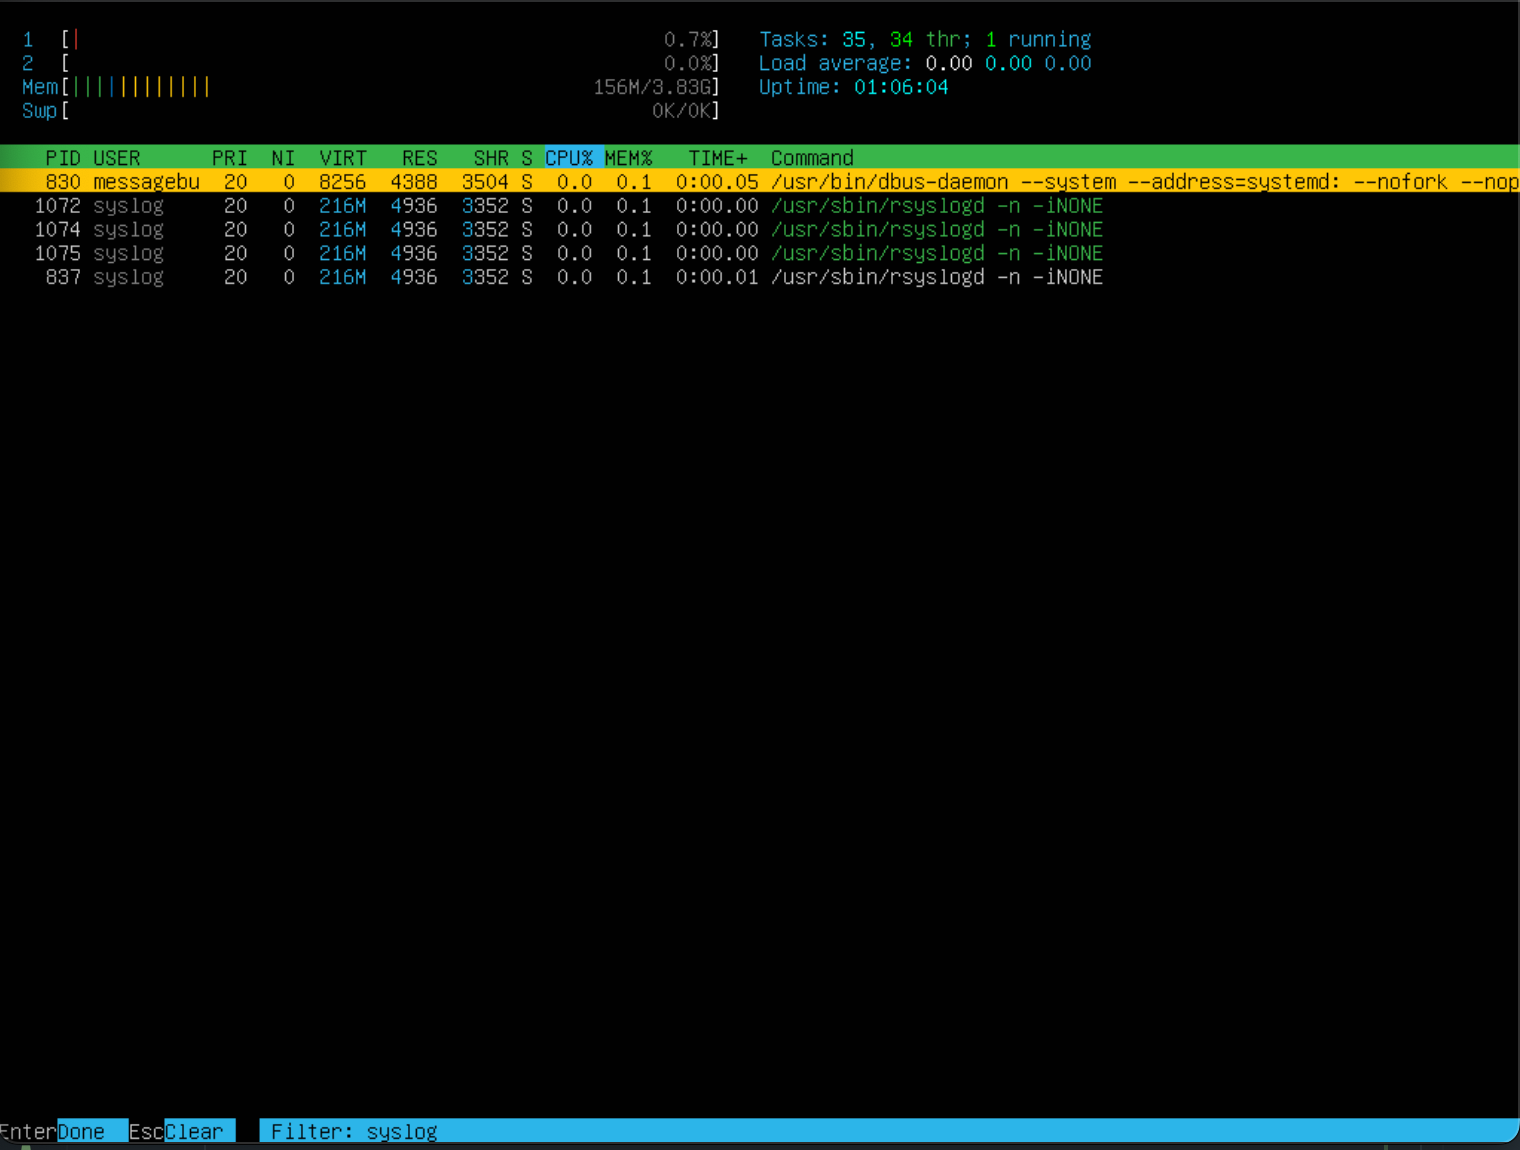 1 [| 0.7%] Tasks: 35, 34 thr; 1 running
2 [ 0.0%] Load average: 0.00 0.00 0.00
Mem[|||||||||||| 156M/3.83G] Uptime: 01:06:04
Swp[ 0K/0K]
PID USER PRI NI VIRT RES SHR S CPU% MEM% TIME+ Command
830 messagebu 20 0 8256 4388 3504 S 0.0 0.1 0:00.05 /usr/bin/dbus-daemon --system --address=systemd: --nofork --nop
1072 syslog 20 0 216M 4936 3352 S 0.0 0.1 0:00.00 /usr/sbin/rsyslogd -n -iNONE
1074 syslog 20 0 216M 4936 3352 S 0.0 0.1 0:00.00 /usr/sbin/rsyslogd -n -iNONE
1075 syslog 20 0 216M 4936 3352 S 0.0 0.1 0:00.00 /usr/sbin/rsyslogd -n -iNONE
837 syslog 20 0 216M 4936 3352 S 0.0 0.1 0:00.01 /usr/sbin/rsyslogd -n -iNONE
EnterDone EscClear Filter: syslog